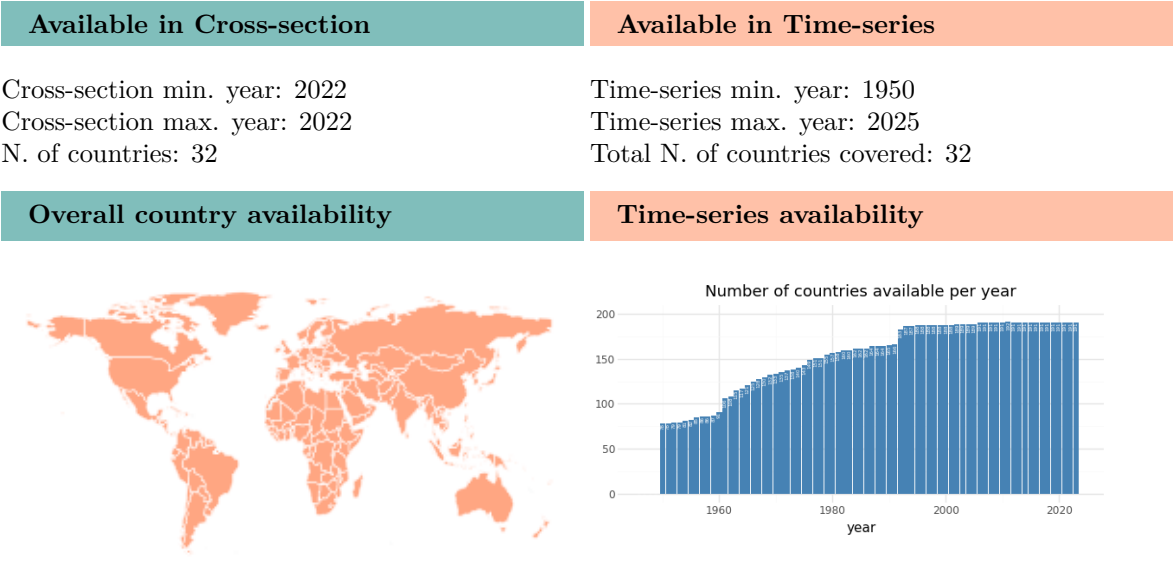 Available in Cross-section
Available in Time-series
Cross-section min. year: 2022
Cross-section max. year: 2022
N. of countries: 32
Time-series min. year: 1950
Time-series max. year: 2025
Total N. of countries covered: 32
Overall country availability
Time-series availability
Number of countries available per year
200
150
100
50
0
1960
1980
2000
2020
year